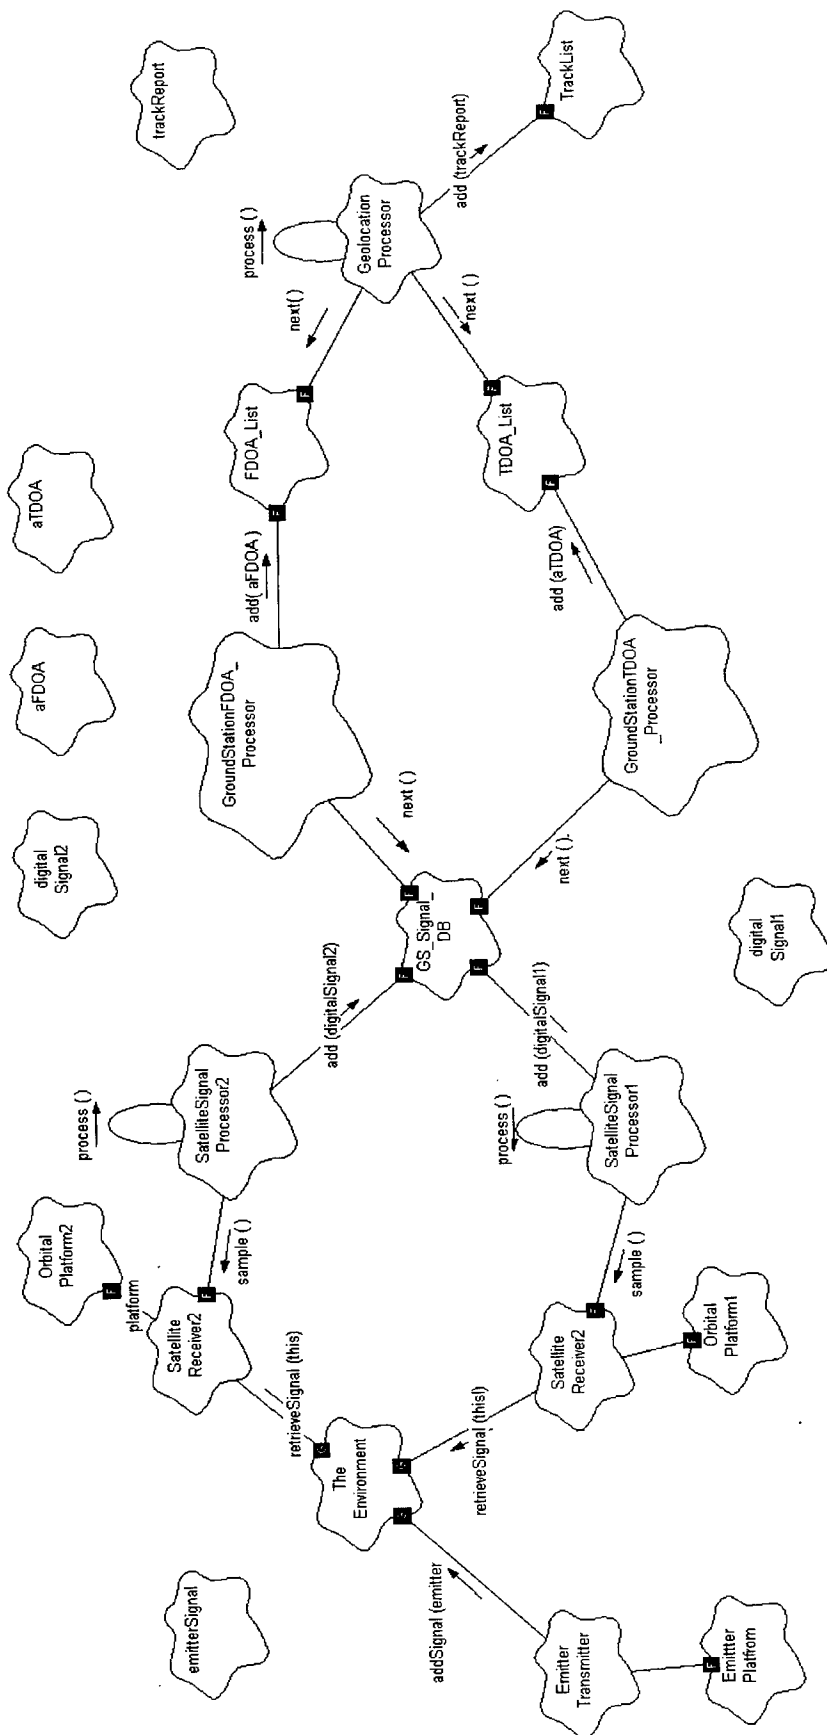 trackReport
TrackList
F
add (trackReport)
process ( )
Geolocation
Processor
next()
next ( )
F
FDOA_List
F
F
TDOA_List
F
aTDOA
aFDOA
add( aFDOA )
add (aTDOA)
GroundStationFDOA_
Processor
GroundStationTDOA
_Processor
next ( )
next ( ).
digital
Signal2
digital
Signal1
F
F
F
F
GS_Signal_
DB
add (digitalSignal2)
add (digitalSignal1)
process ( )
SatelliteSignal
Processor2
process ( )
SatelliteSignal
Processor1
sample ( )
sample ( )
Orbital
Platform2
F
platform
F
Satellite
Receiver2
F
Satellite
Receiver2
F
Orbital
Platform1
retrieveSignal (this)
retrieveSignal (this!)
G
G
G
The
Environment
emitterSignal
addSignal (emitter
Emitter
Transmitter
F
Emittter
Platfrom